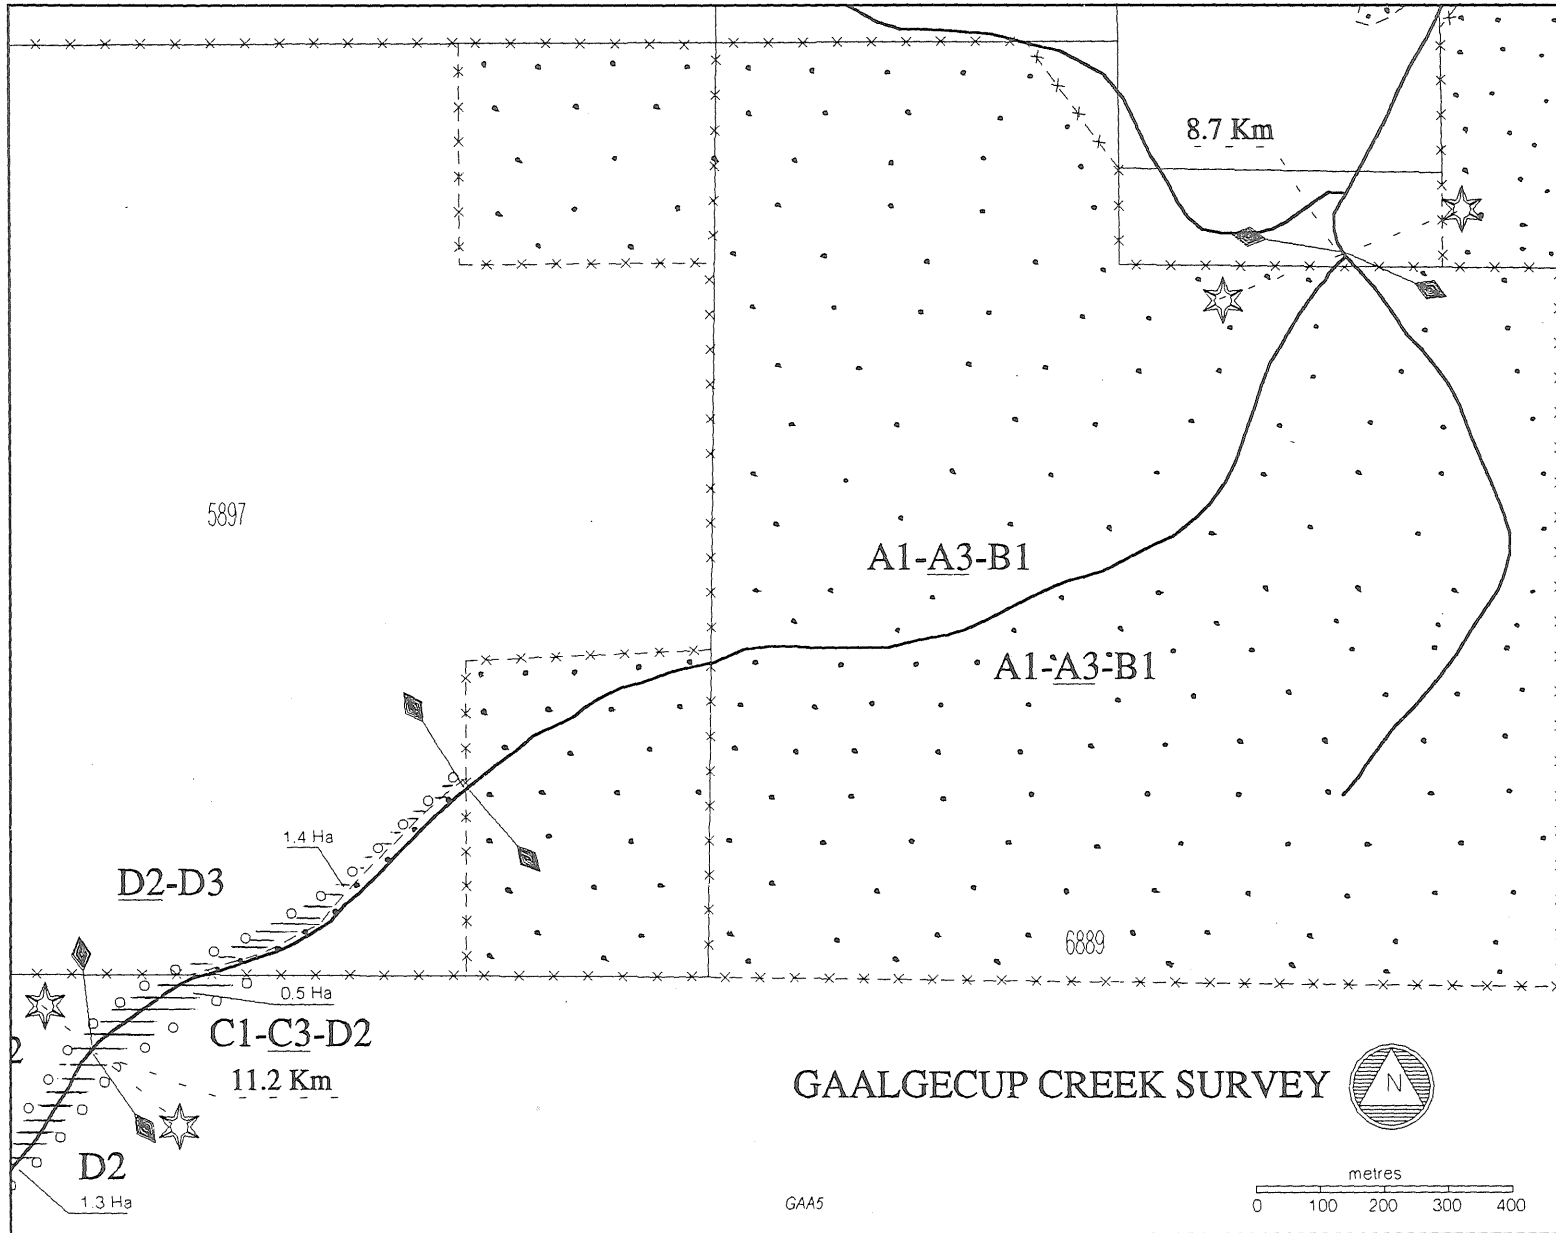 8.7 Km
5897
A1-A3-B1
A1-A3-B1
1.4 Ha
D2-D3
6889
0.5 Ha
C1-C3-D2
2
11.2 Km
GAALGECUP CREEK SURVEY
N
D2
1.3 Ha
metres
0 100 200 300 400
GAA5